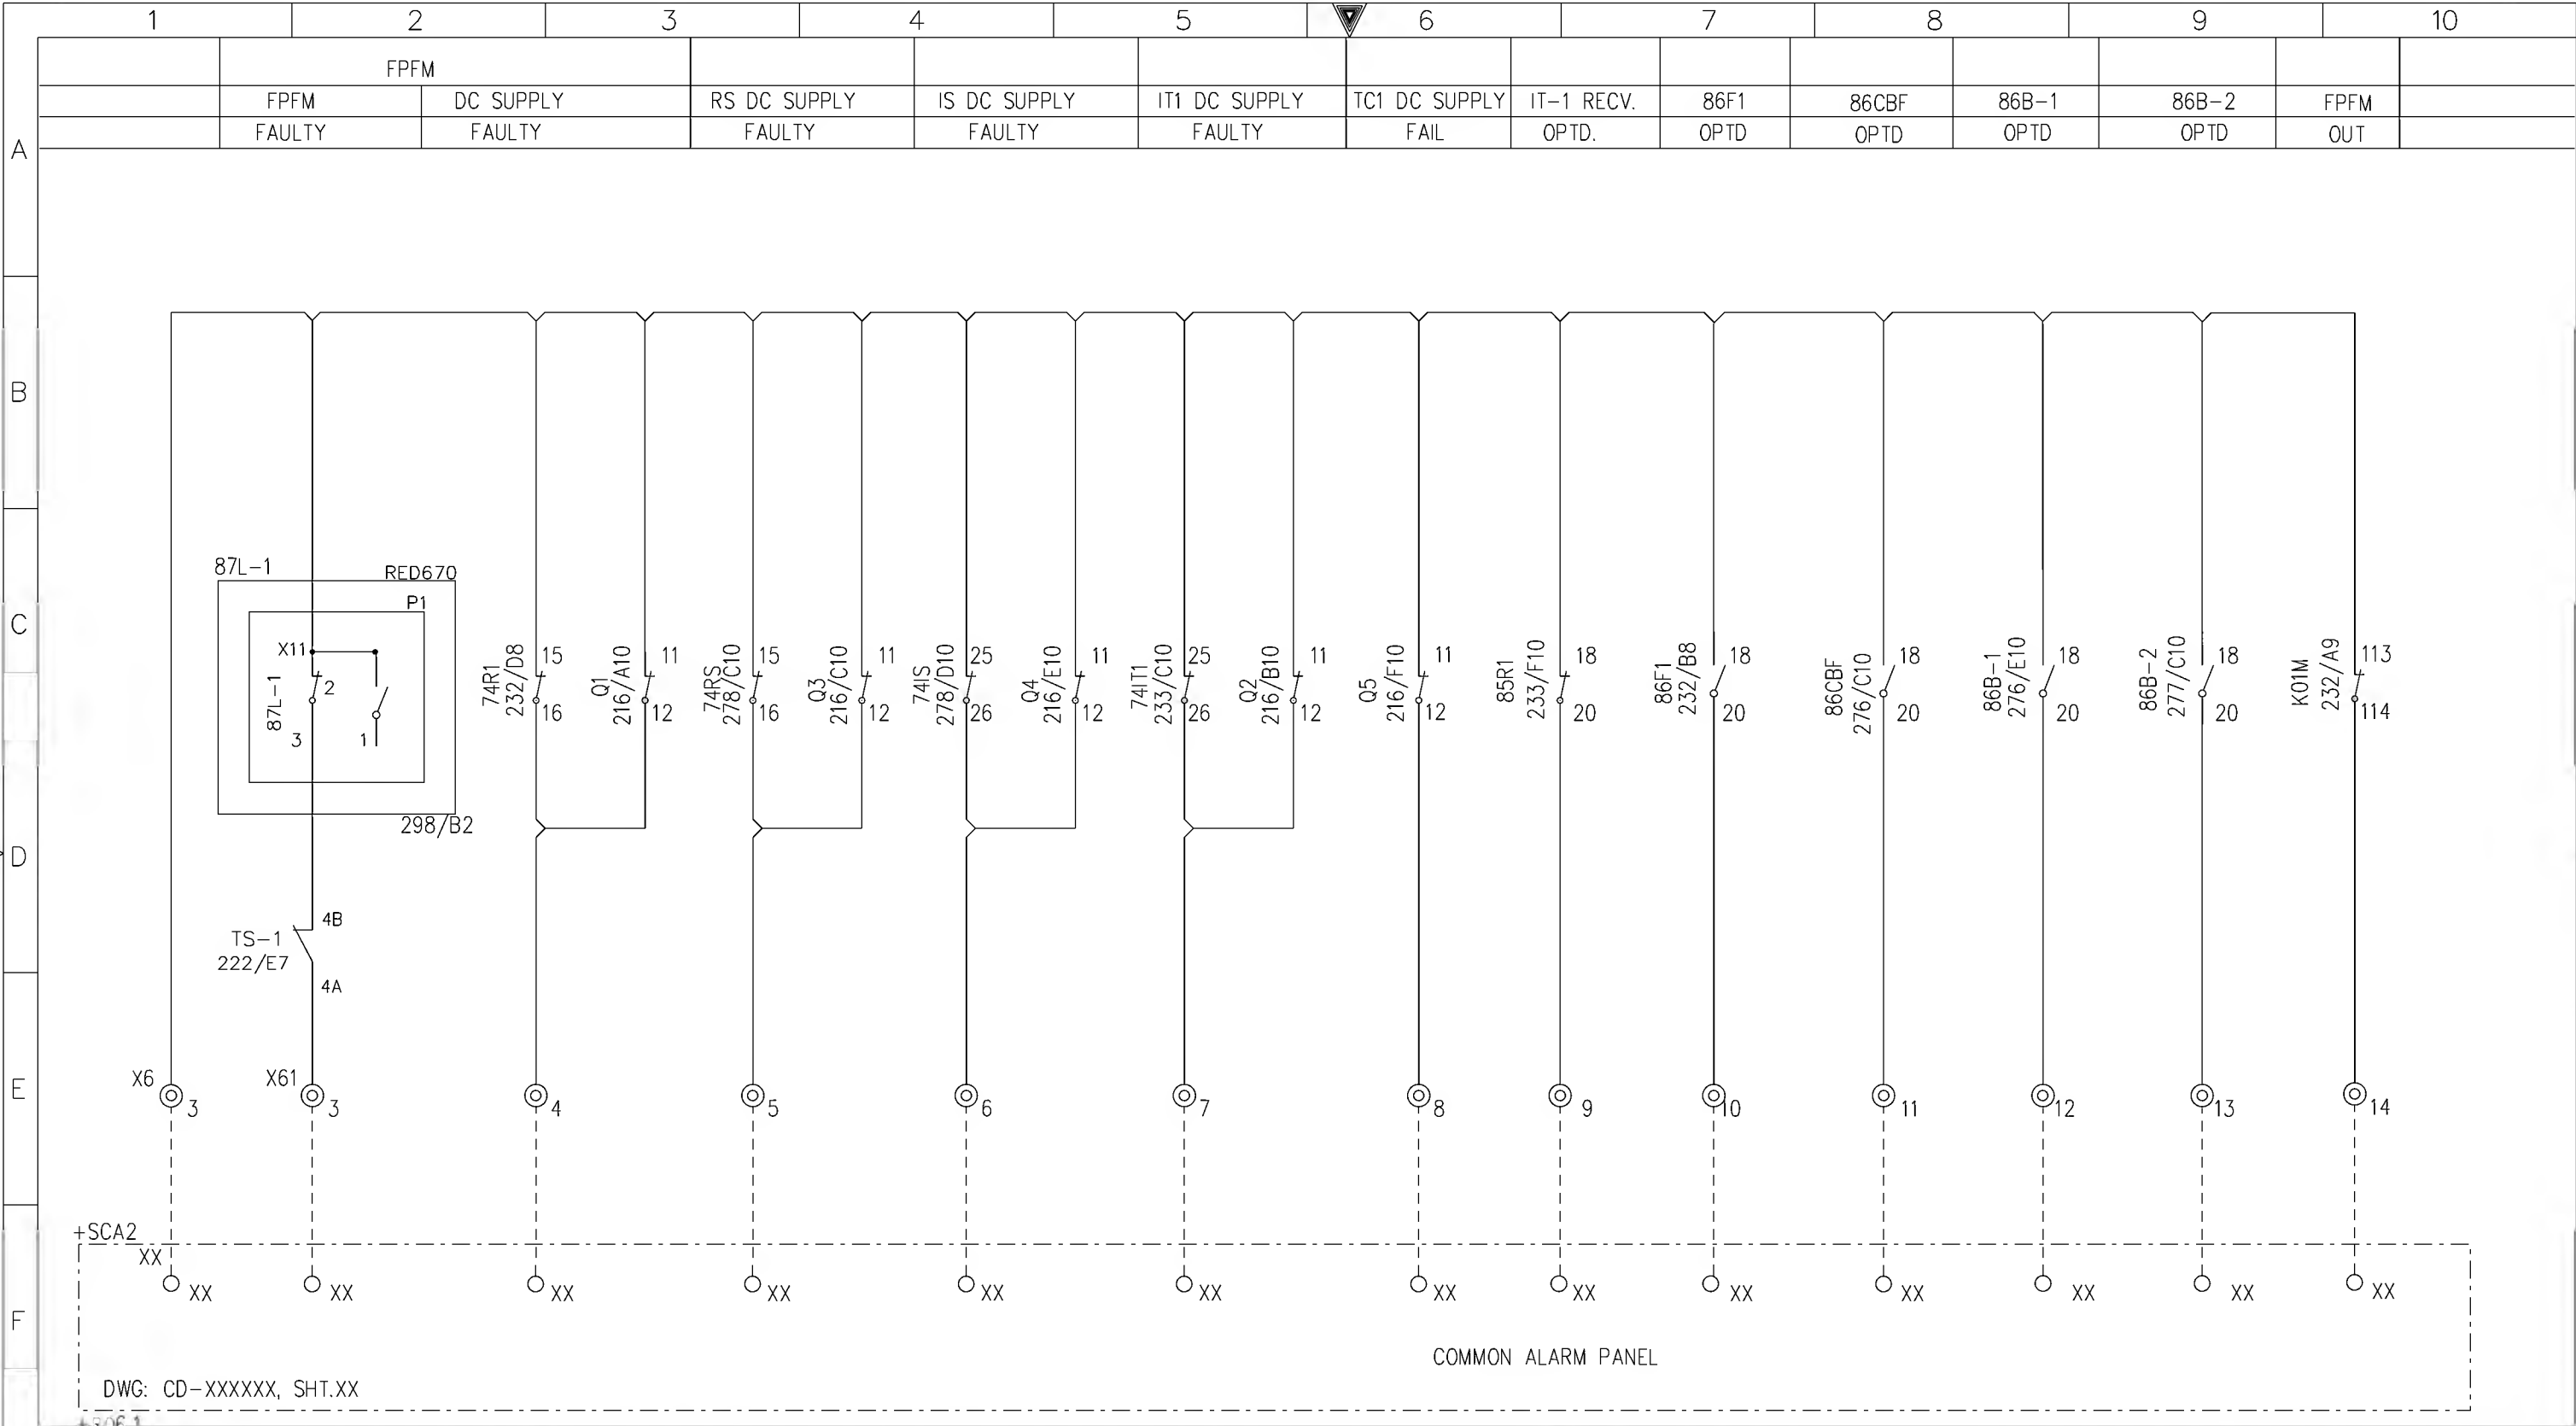 1 2 3 4 5 6 7 8 9 10
FPFM
FPFM DC SUPPLY RS DC SUPPLY IS DC SUPPLY IT1 DC SUPPLY TC1 DC SUPPLY IT-1 RECV. 86F1 86CBF 86B-1 86B-2 FPFM
FAULTY FAULTY FAULTY FAULTY FAULTY FAIL OPTD. OPTD OPTD OPTD OPTD OUT
A
B
C
D
E
F
87L-1
RED670
P1
X11
87L-1
2
3
1
298/B2
74R1
232/D8
15
16
Q1
216/A10
11
12
74RS
278/C10
15
16
Q3
216/C10
11
12
74IS
278/D10
25
26
Q4
216/E10
11
12
74IT1
233/C10
25
26
Q2
216/B10
11
12
Q5
216/F10
11
12
85R1
233/F10
18
20
86F1
232/B8
18
20
86CBF
276/C10
18
20
86B-1
276/E10
18
20
86B-2
277/C10
18
20
K01M
232/A9
113
114
4B
TS-1
222/E7
4A
X6 3
X61 3
4 5 6 7 8 9 10 11 12 13 14
+SCA2
XX
XX XX XX XX XX XX XX XX XX XX XX XX XX
COMMON ALARM PANEL
DWG: CD-XXXXXX, SHT.XX